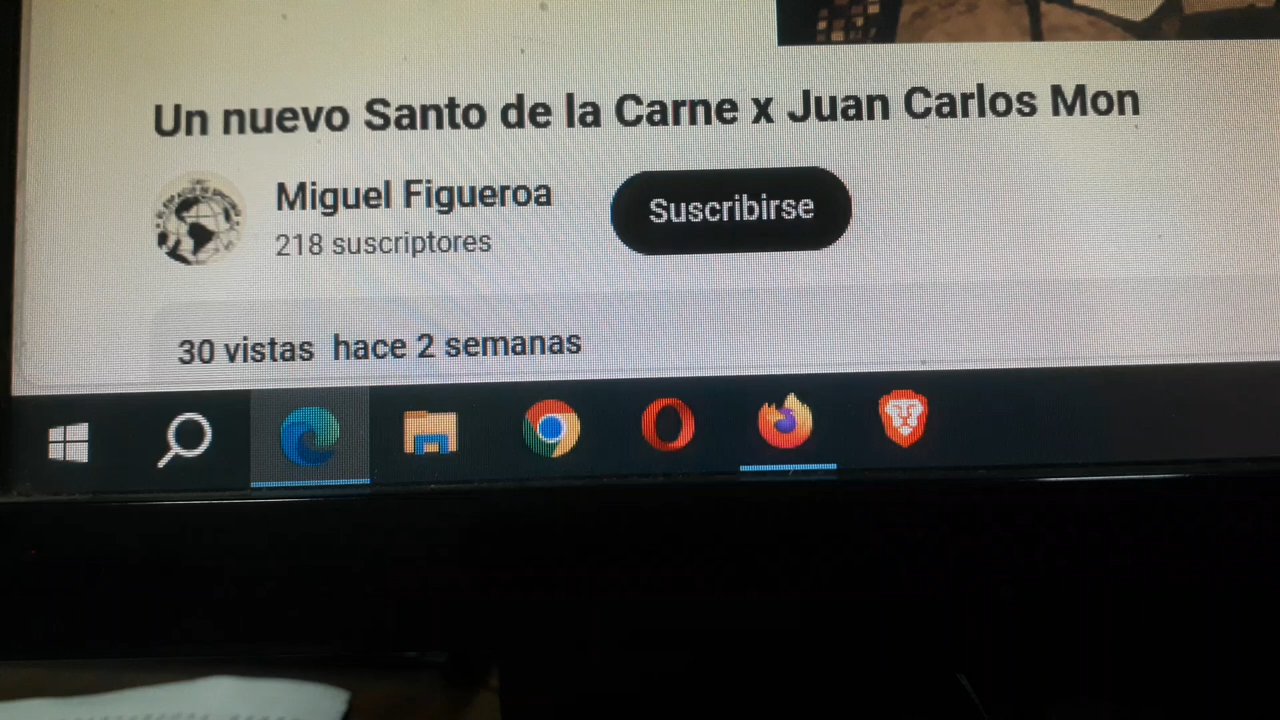 Un nuevo Santo de la Carne x Juan Carlos Mon
Miguel Figueroa
218 suscriptores
Suscribirse
30 vistas hace 2 semanas